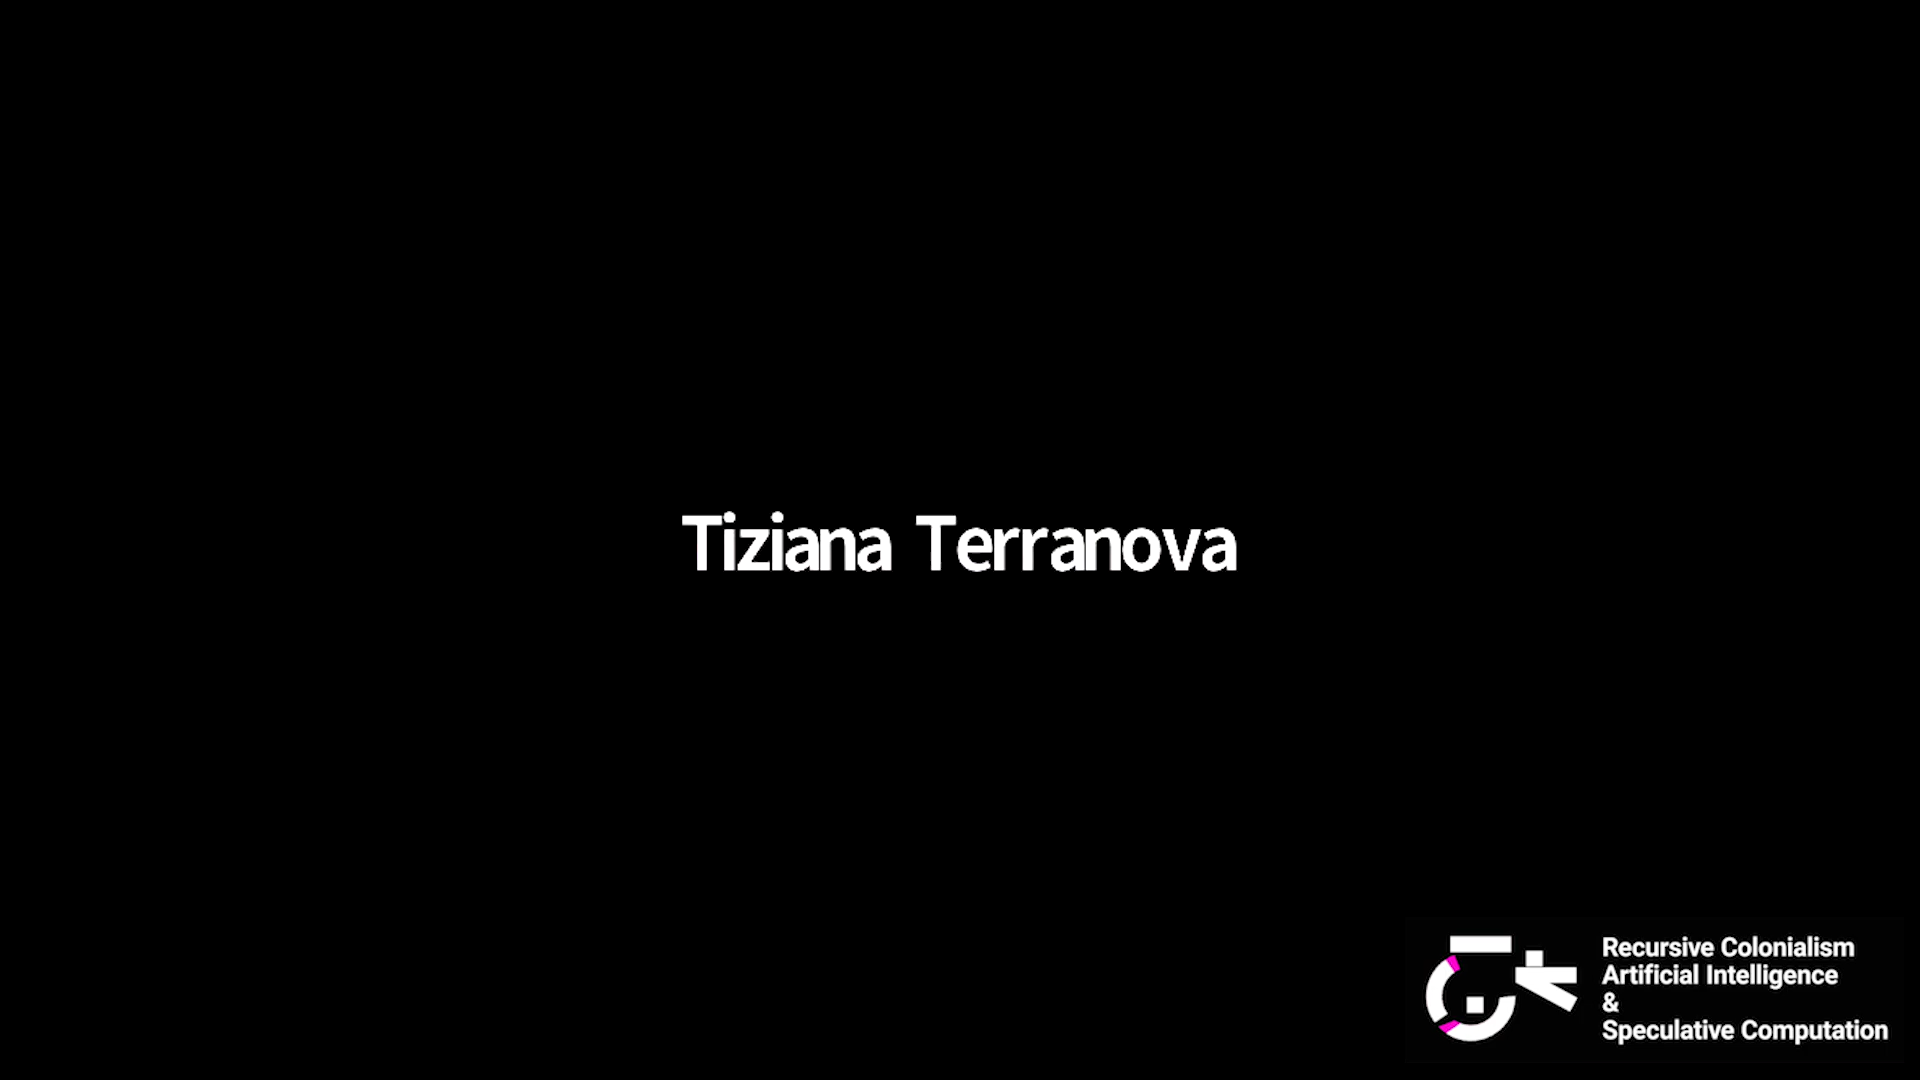 Tiziana Terranova
Recursive Colonialism
Artificial Intelligence
&
Speculative Computation